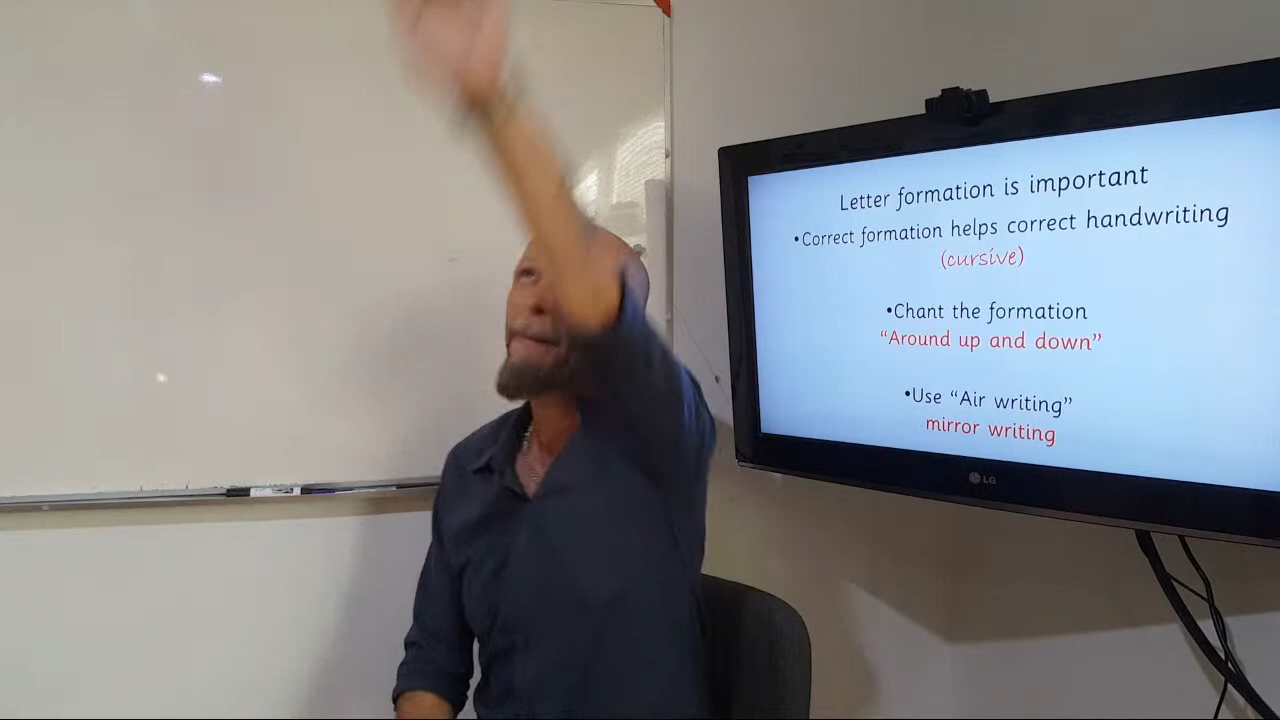 Letter formation is important
•Correct formation helps correct handwriting
(cursive)
•Chant the formation
“Around up and down”
•Use “Air writing”
mirror writing
LG